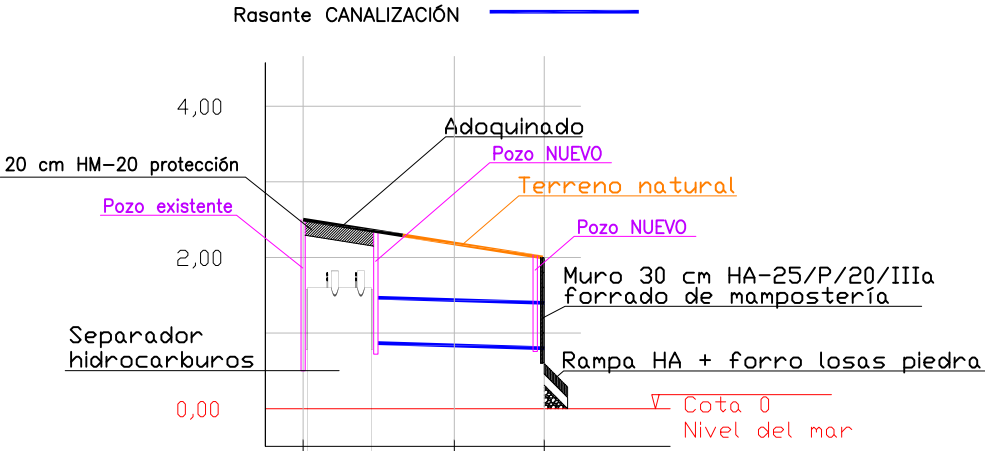 Rasante CANALIZACIÓN
4,00
Adoquinado
Pozo NUEVO
20 cm HM-20 protección
Terreno natural
Pozo existente
Pozo NUEVO
2,00
Muro 30 cm HA-25/P/20/IIIa
forrado de mampostería
Separador
hidrocarburos
Rampa HA + forro losas piedra
0,00
Cota 0
Nivel del mar